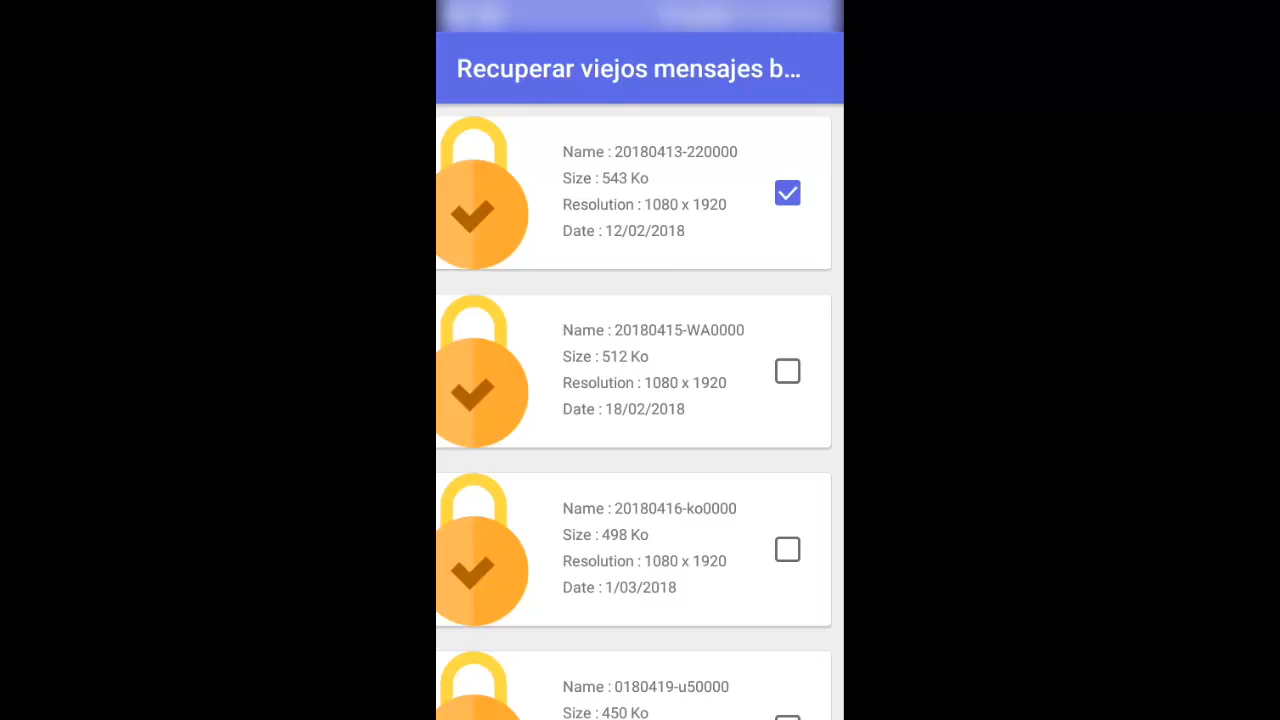 Recuperar viejos mensajes b...
Name : 20180413-220000
Size : 543 Ko
Resolution : 1080 x 1920
Date : 12/02/2018
Name : 20180415-WA0000
Size : 512 Ko
Resolution : 1080 x 1920
Date : 18/02/2018
Name : 20180416-ko0000
Size : 498 Ko
Resolution : 1080 x 1920
Date : 1/03/2018
Name : 0180419-u50000
Size : 450 Ko